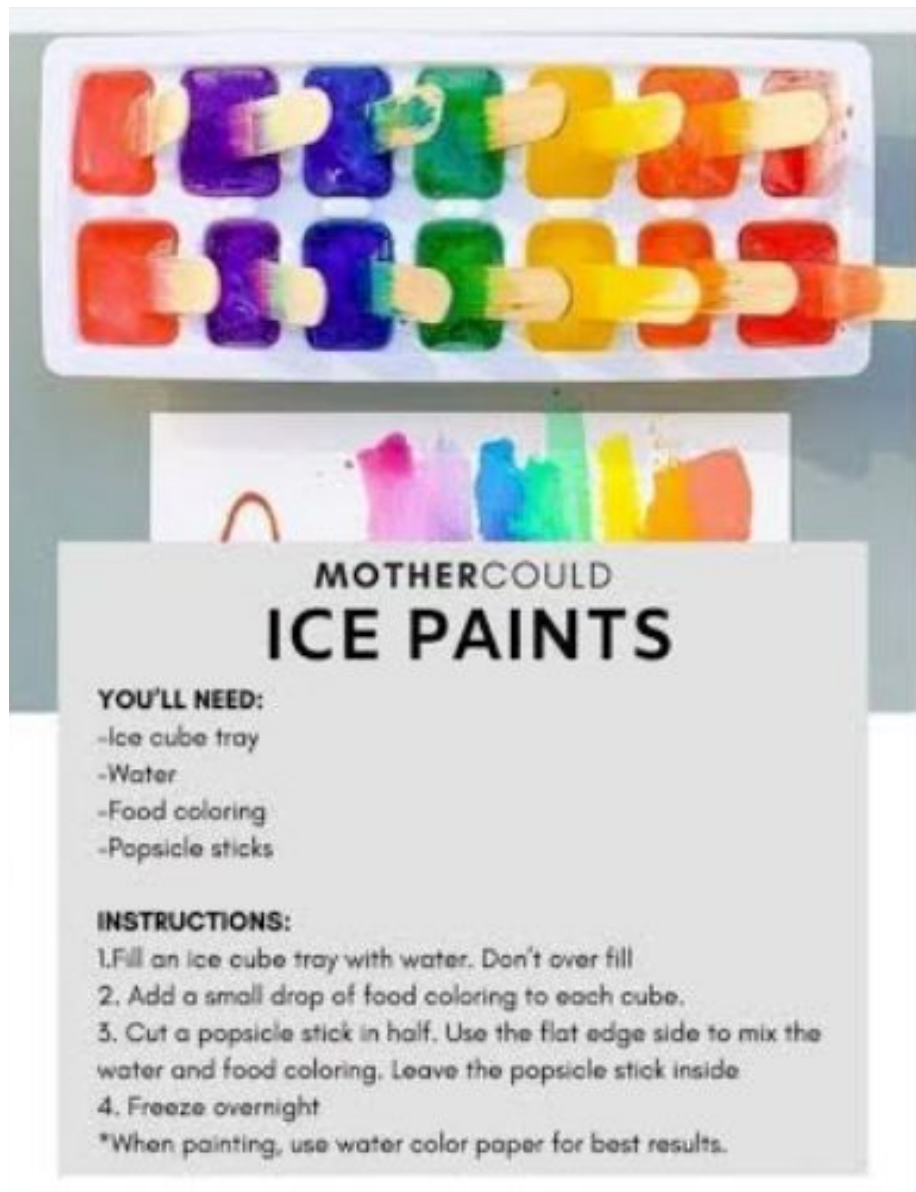 MOTHERCOULD
ICE PAINTS
YOU'LL NEED:
-Ice cube tray
-Water
-Food coloring
-Popsicle sticks
INSTRUCTIONS:
1.Fill an ice cube tray with water. Don't over fill
2. Add a small drop of food coloring to each cube.
3. Cut a popsicle stick in half. Use the flat edge side to mix the
water and food coloring. Leave the popsicle stick inside
4. Freeze overnight
*When painting, use water color paper for best results.